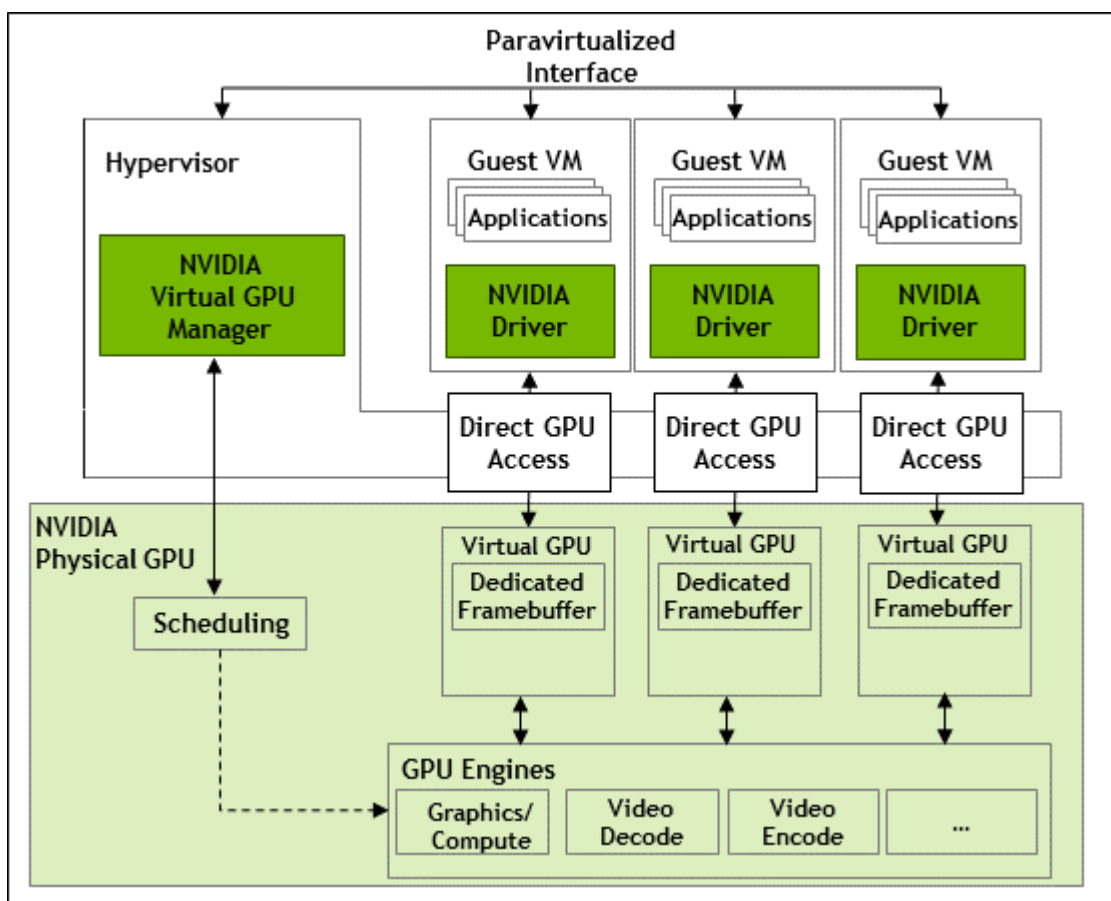 Paravirtualized
Interface
Hypervisor
NVIDIA
Virtual GPU
Manager
Guest VM
Applications
NVIDIA
Driver
Guest VM
Applications
NVIDIA
Driver
Guest VM
Applications
NVIDIA
Driver
Direct GPU
Access
Direct GPU
Access
Direct GPU
Access
NVIDIA
Physical GPU
Scheduling
Virtual GPU
Dedicated
Framebuffer
Virtual GPU
Dedicated
Framebuffer
Virtual GPU
Dedicated
Framebuffer
GPU Engines
Graphics/
Compute
Video
Decode
Video
Encode
...